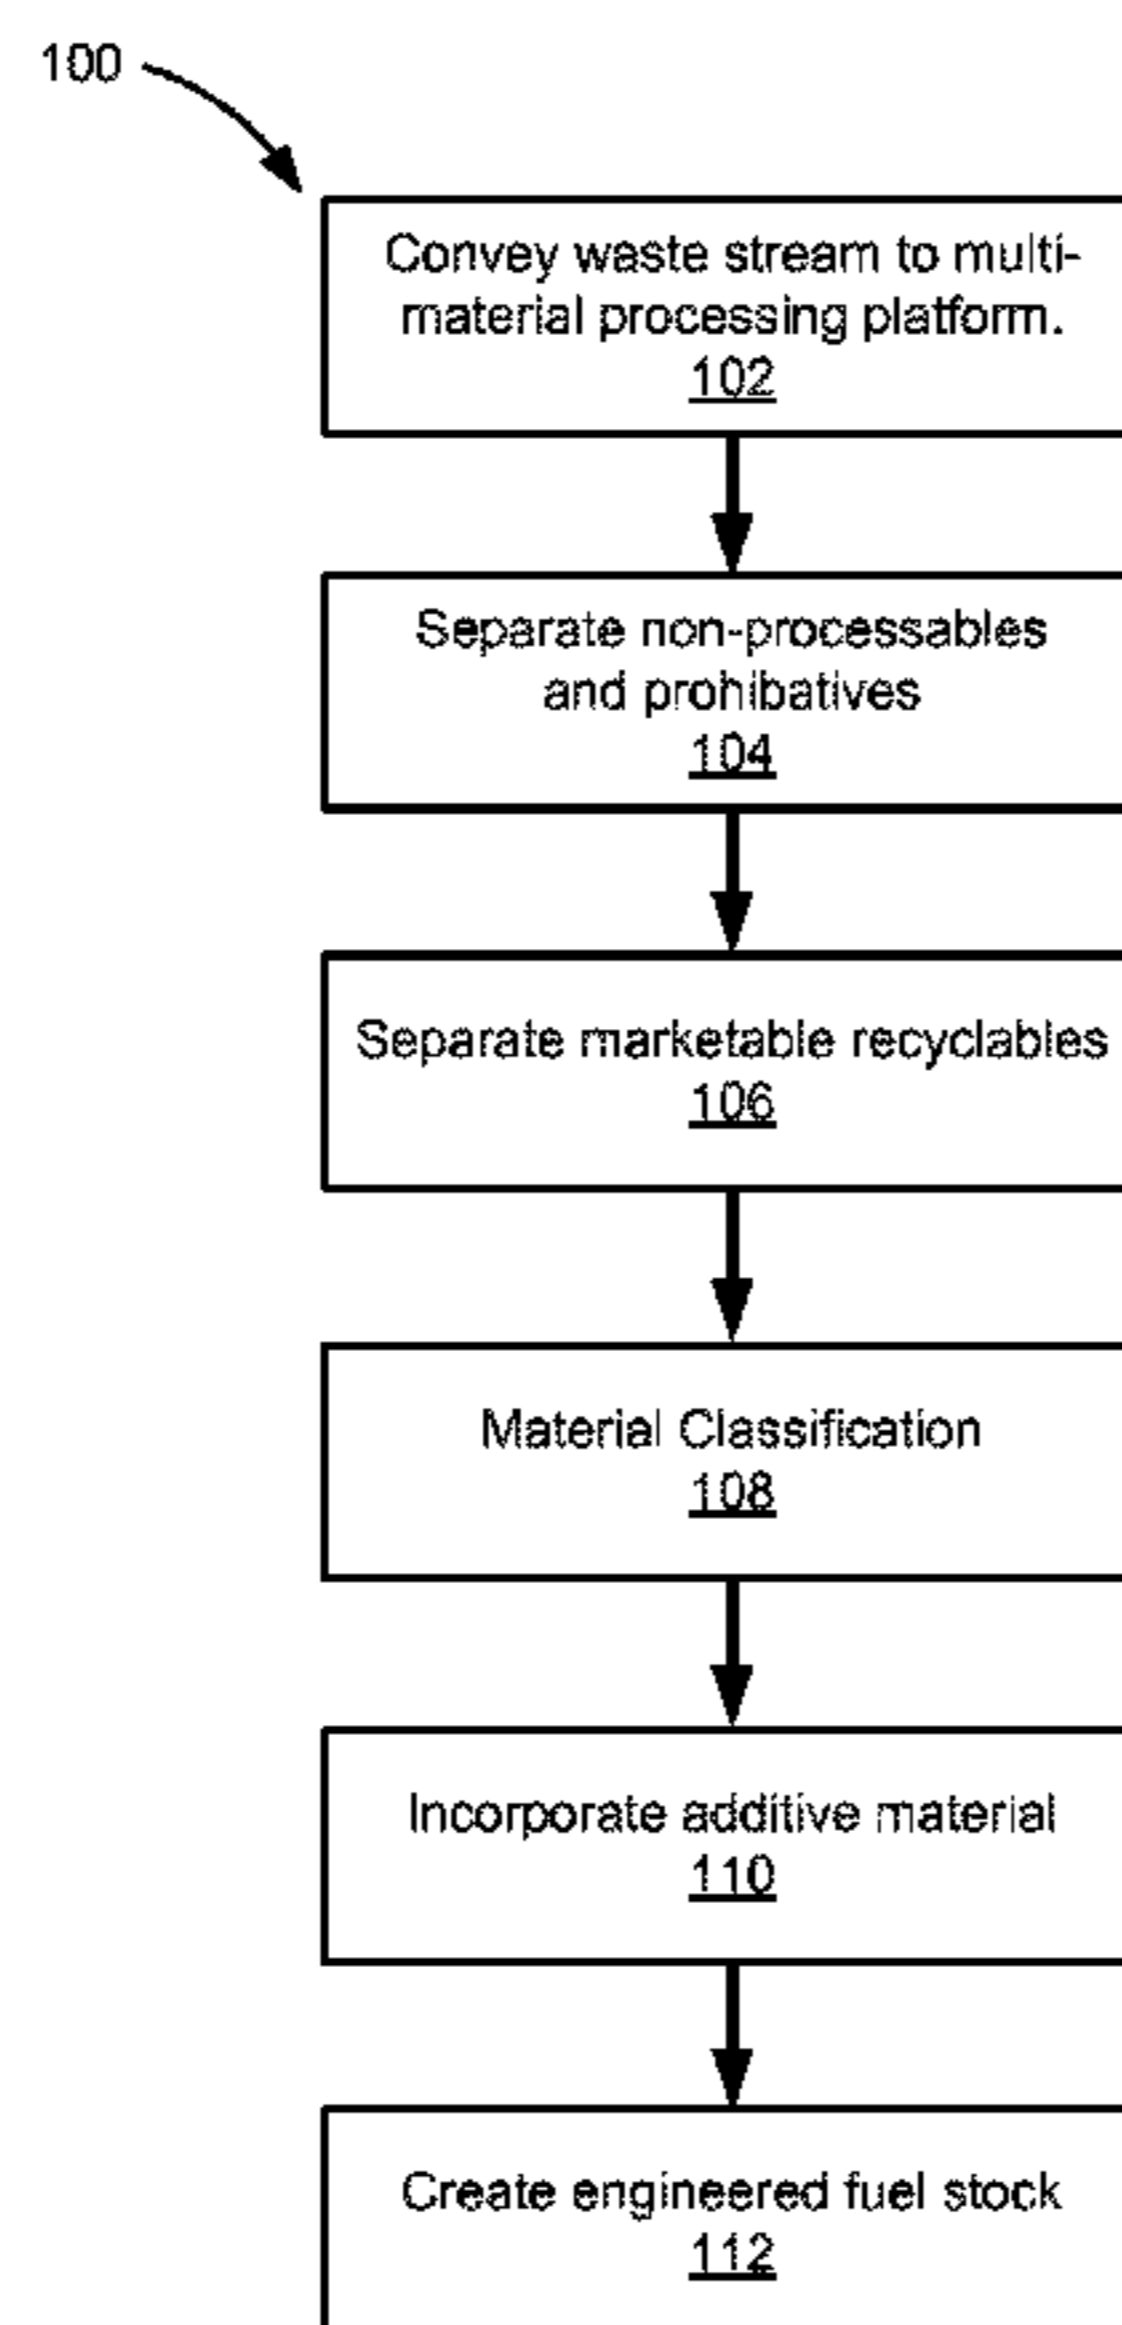 100
Convey waste stream to multi-
material processing platform.
102
Separate non-processables
and prohibatives
104
Separate marketable recyclables
106
Material Classification
108
Incorporate additive material
110
Create engineered fuel stock
112